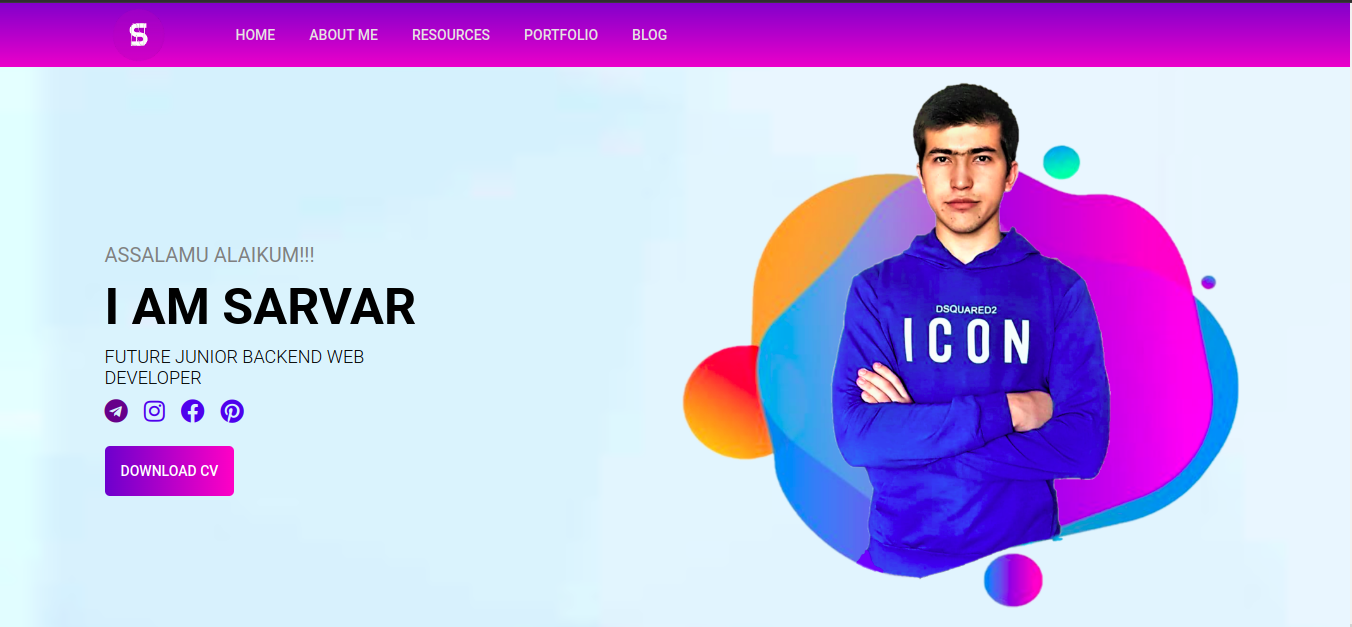 S
HOME ABOUT ME RESOURCES PORTFOLIO BLOG
ASSALAMU ALAIKUM!!!
I AM SARVAR
FUTURE JUNIOR BACKEND WEB
DEVELOPER
DOWNLOAD CV
DSQUARED2
ICON